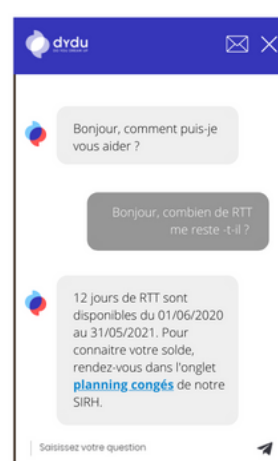 dydu
Bonjour, comment puis-je
vous aider ?
Bonjour, combien de RTT
me reste -t-il ?
12 jours de RTT sont
disponibles du 01/06/2020
au 31/05/2021. Pour
connaitre votre solde,
rendez-vous dans l'onglet
planning congés de notre
SIRH.
Saisissez votre question